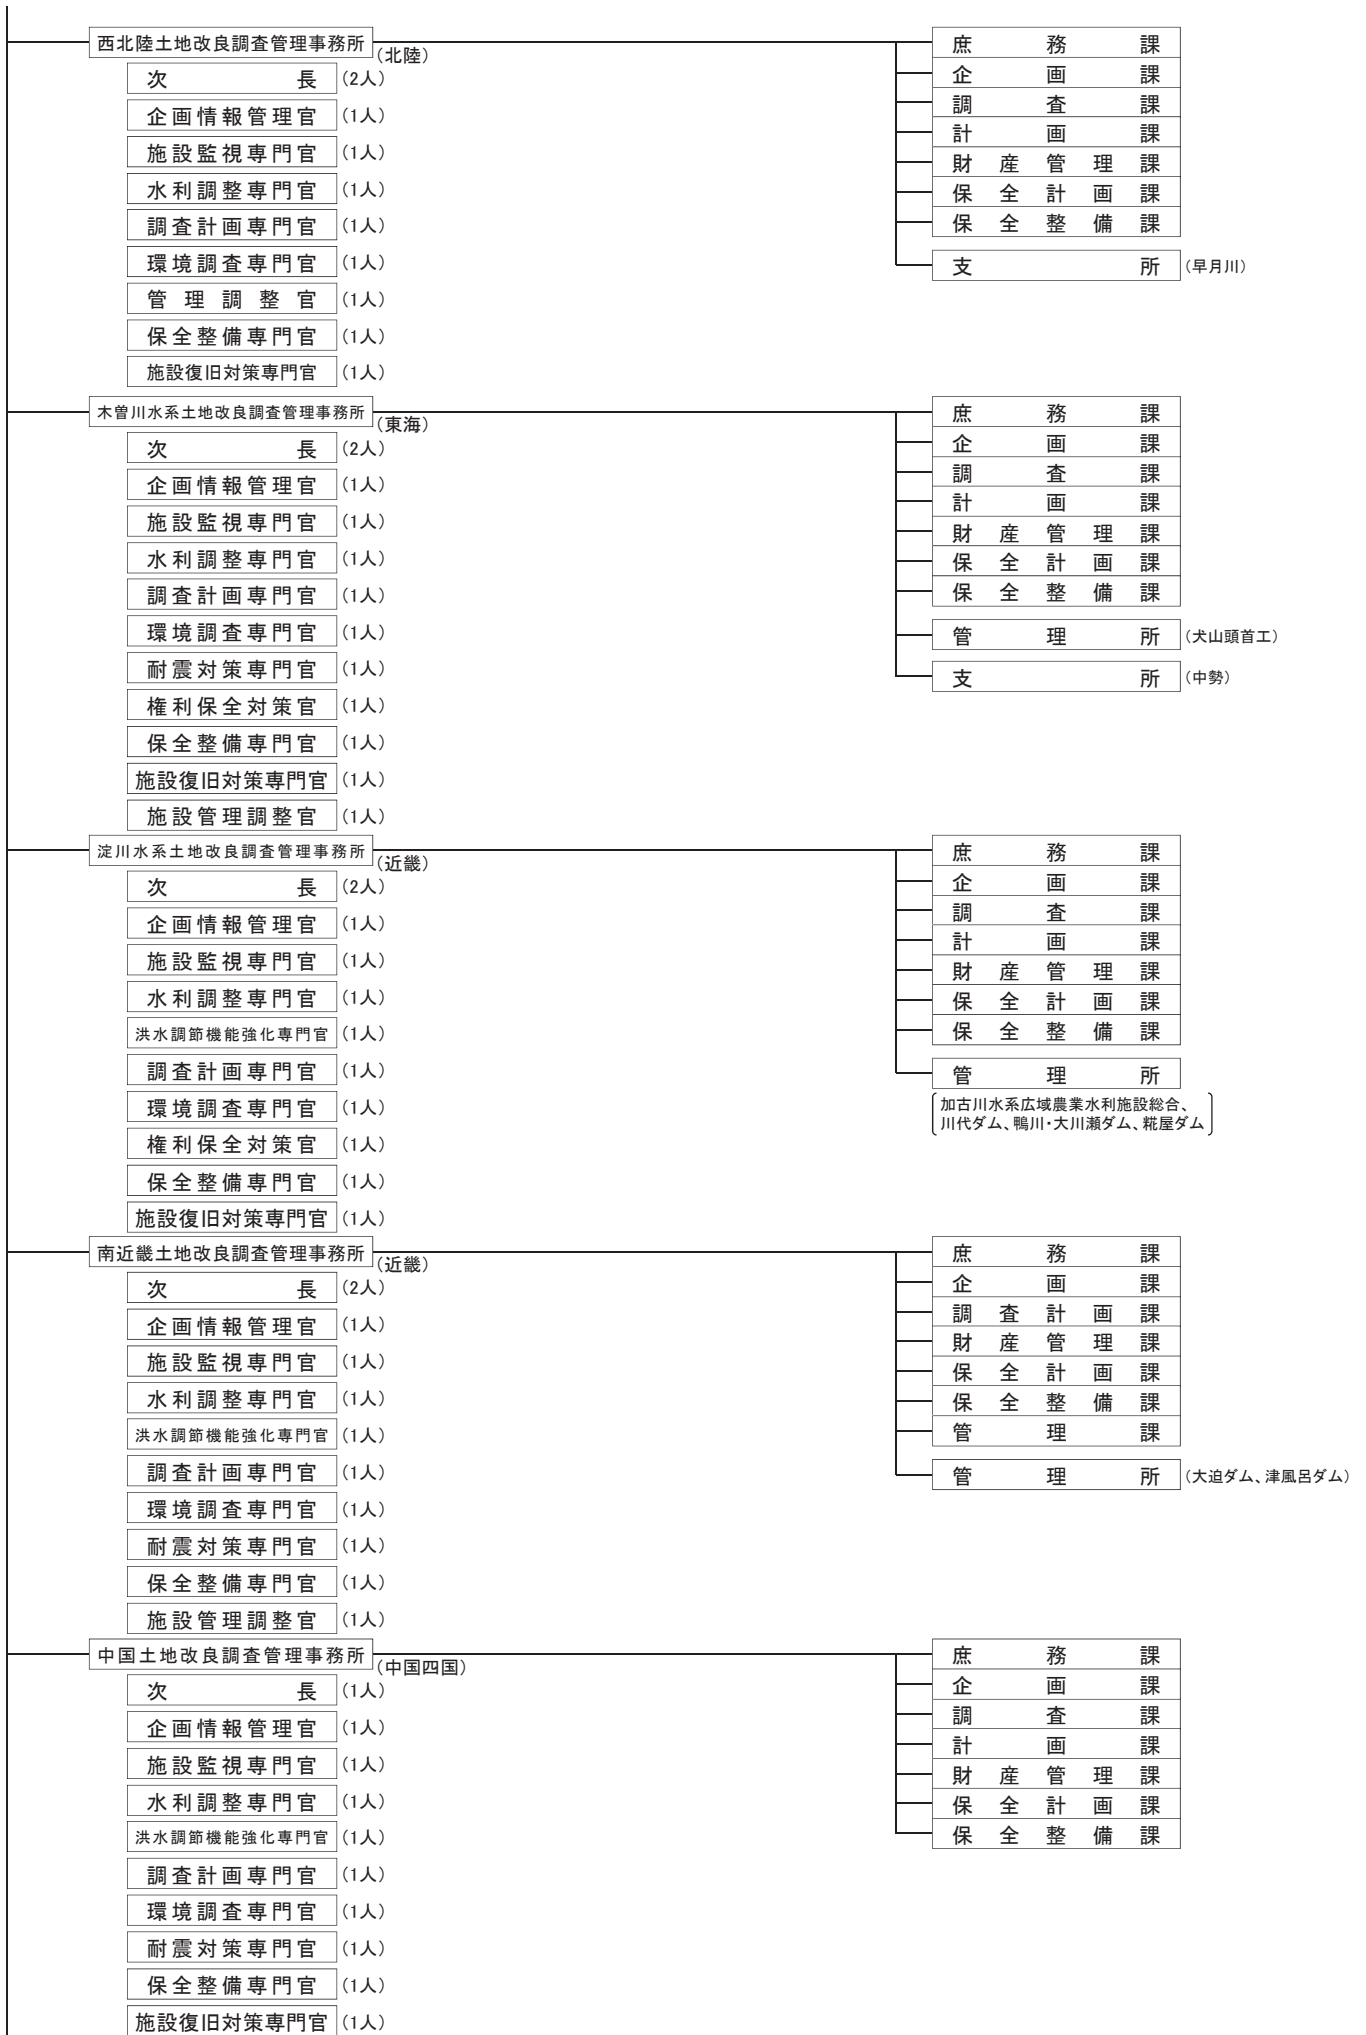 西北陸土地改良調査管理事務所(北陸)
次長(2人)
企画情報管理官(1人)
施設監視専門官(1人)
水利調整専門官(1人)
調査計画専門官(1人)
環境調査専門官(1人)
管理調整官(1人)
保全整備専門官(1人)
施設復旧対策専門官(1人)
庶務課
企画課
調査課
計画課
財産管理課
保全計画課
保全整備課
支所(早月川)
木曽川水系土地改良調査管理事務所(東海)
次長(2人)
企画情報管理官(1人)
施設監視専門官(1人)
水利調整専門官(1人)
調査計画専門官(1人)
環境調査専門官(1人)
耐震対策専門官(1人)
権利保全対策官(1人)
保全整備専門官(1人)
施設復旧対策専門官(1人)
施設管理調整官(1人)
庶務課
企画課
調査課
計画課
財産管理課
保全計画課
保全整備課
管理所(犬山頭首工)
支所(中勢)
淀川水系土地改良調査管理事務所(近畿)
次長(2人)
企画情報管理官(1人)
施設監視専門官(1人)
水利調整専門官(1人)
洪水調節機能強化専門官(1人)
調査計画専門官(1人)
環境調査専門官(1人)
権利保全対策官(1人)
保全整備専門官(1人)
施設復旧対策専門官(1人)
庶務課
企画課
調査課
計画課
財産管理課
保全計画課
保全整備課
管理所
加古川水系広域農業水利施設総合、
川代ダム、鴨川・大川瀬ダム、糀屋ダム
南近畿土地改良調査管理事務所(近畿)
次長(2人)
企画情報管理官(1人)
施設監視専門官(1人)
水利調整専門官(1人)
洪水調節機能強化専門官(1人)
調査計画専門官(1人)
環境調査専門官(1人)
耐震対策専門官(1人)
保全整備専門官(1人)
施設管理調整官(1人)
庶務課
企画課
調査計画課
財産管理課
保全計画課
保全整備課
管理課
管理所(大迫ダム、津風呂ダム)
中国土地改良調査管理事務所(中国四国)
次長(1人)
企画情報管理官(1人)
施設監視専門官(1人)
水利調整専門官(1人)
洪水調節機能強化専門官(1人)
調査計画専門官(1人)
環境調査専門官(1人)
耐震対策専門官(1人)
保全整備専門官(1人)
施設復旧対策専門官(1人)
庶務課
企画課
調査課
計画課
財産管理課
保全計画課
保全整備課